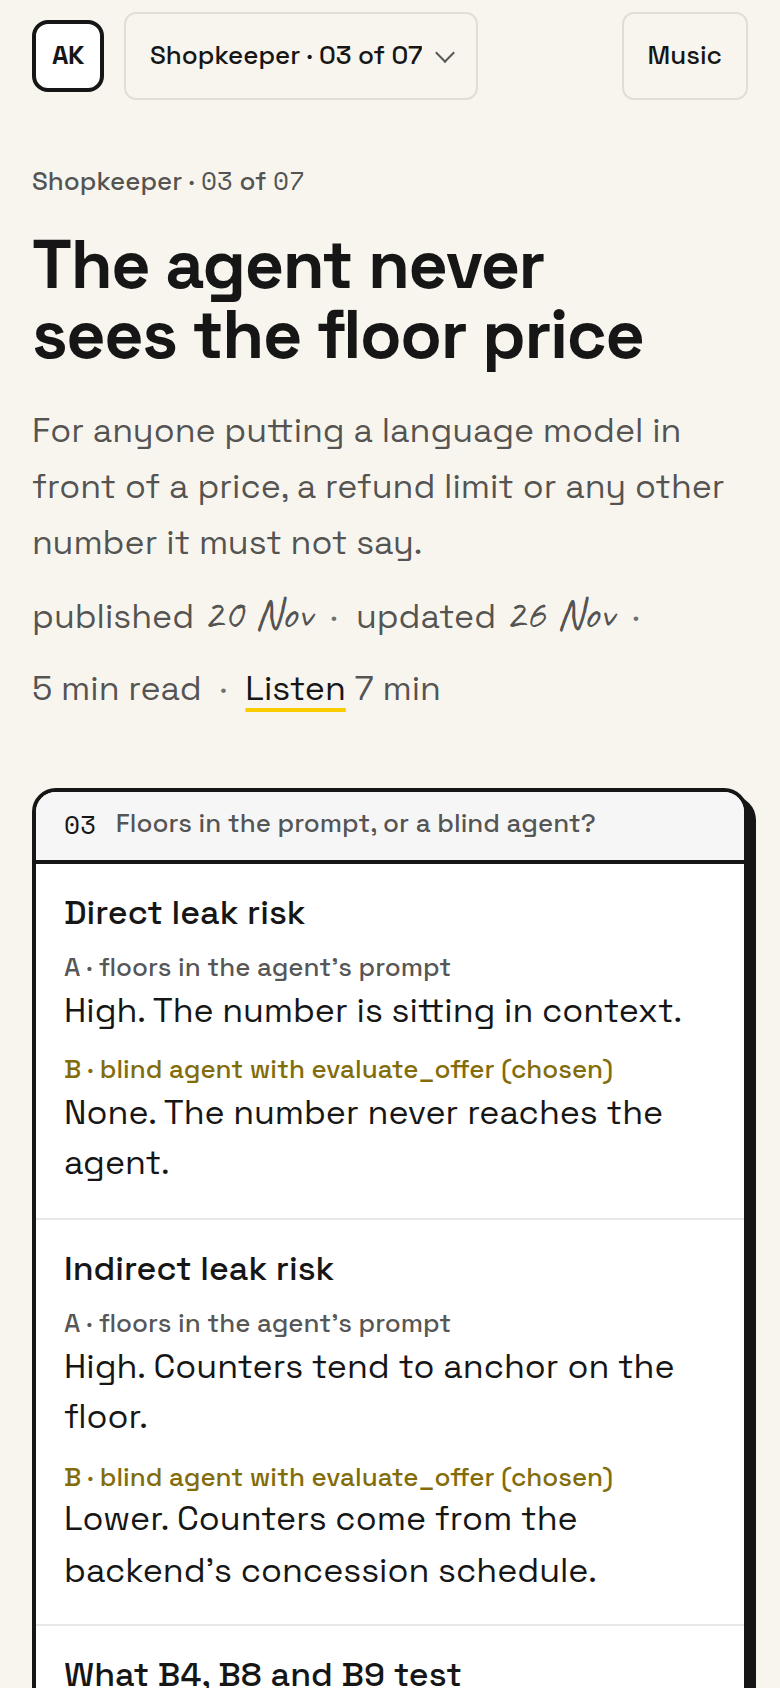 AK
Shopkeeper · 03 of 07
Music
Shopkeeper · 03 of 07
The agent never
sees the floor price
For anyone putting a language model in
front of a price, a refund limit or any other
number it must not say.
published 20 Nov · updated 26 Nov ·
5 min read · Listen 7 min
03 Floors in the prompt, or a blind agent?
Direct leak risk
A · floors in the agent’s prompt
High. The number is sitting in context.
B · blind agent with evaluate_offer (chosen)
None. The number never reaches the
agent.
Indirect leak risk
A · floors in the agent’s prompt
High. Counters tend to anchor on the
floor.
B · blind agent with evaluate_offer (chosen)
Lower. Counters come from the
backend’s concession schedule.
What B4, B8 and B9 test